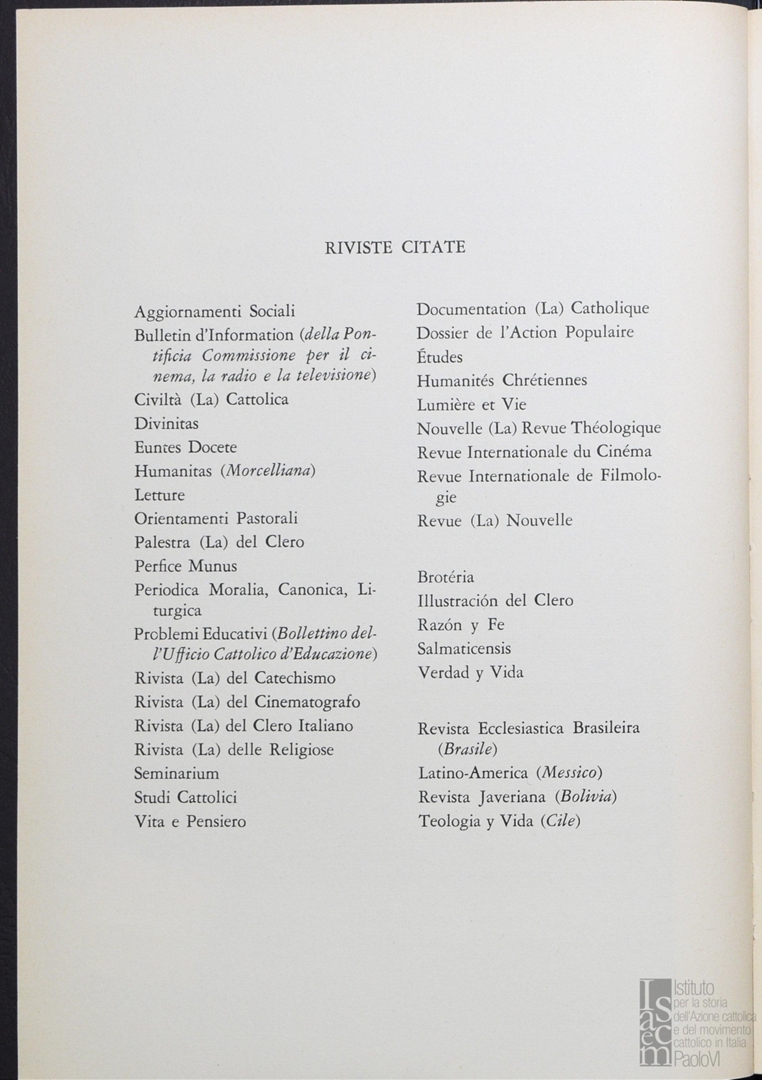 RIVISTE CITATE
Aggiornamenti Sociali
Bulletin d'Information (della Pon-
tificia Commissione per il ci-
nema, la radio e la televisione)
Civiltà (La) Cattolica
Divinitas
Euntes Docete
Humanitas (Morcelliana)
Letture
Orientamenti Pastorali
Palestra (La) del Clero
Perfice Munus
Periodica Moralia, Canonica, Li-
turgica
Problemi Educativi (Bollettino del-
l'Ufficio Cattolico d'Educazione)
Rivista (La) del Catechismo
Rivista (La) del Cinematografo
Rivista (La) del Clero Italiano
Rivista (La) delle Religiose
Seminarium
Studi Cattolici
Vita e Pensiero
Documentation (La) Catholique
Dossier de l'Action Populaire
Études
Humanités Chrétiennes
Lumière et Vie
Nouvelle (La) Revue Théologique
Revue Internationale du Cinéma
Revue Internationale de Filmolo-
gie
Revue (La) Nouvelle
Brotéria
Illustración del Clero
Razón y Fe
Salmaticensis
Verdad y Vida
Revista Ecclesiastica Brasileira
(Brasile)
Latino-America (Messico)
Revista Javeriana (Bolivia)
Teologia y Vida (Cile)
Isacem
Istituto
per la storia
dell'Azione cattolica
e del movimento
cattolico in Italia
PaoloVI